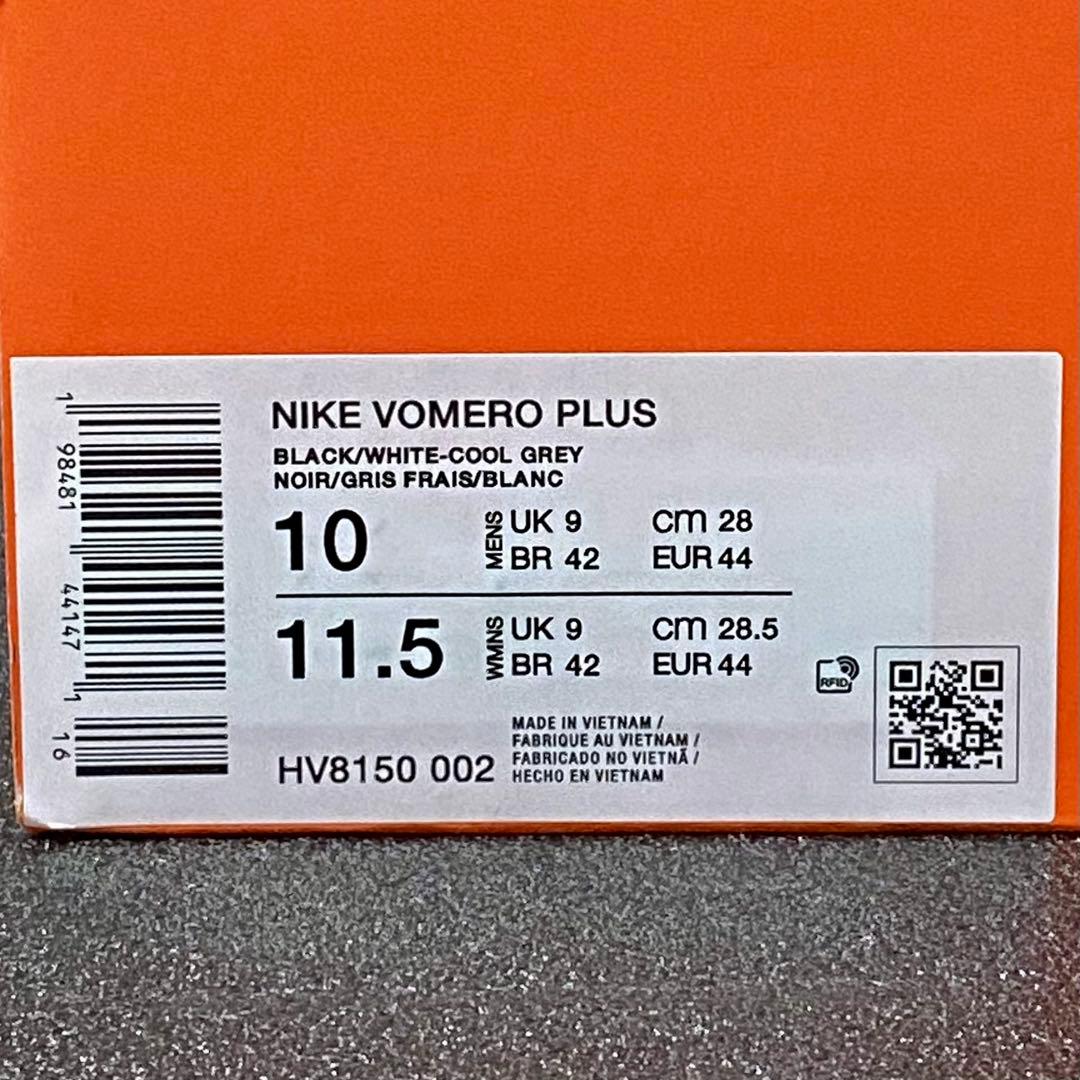 NIKE VOMERO PLUS
BLACK/WHITE-COOL GREY
NOIR/GRIS FRAIS/BLANC
10 MENS UK 9 cm 28
BR 42 EUR 44
11.5 WMNS UK 9 cm 28.5
BR 42 EUR 44
RFID
HV8150 002
MADE IN VIETNAM /
FABRIQUE AU VIETNAM /
FABRICADO NO VIETNÃ /
HECHO EN VIETNAM
1 98481 44147 1
16